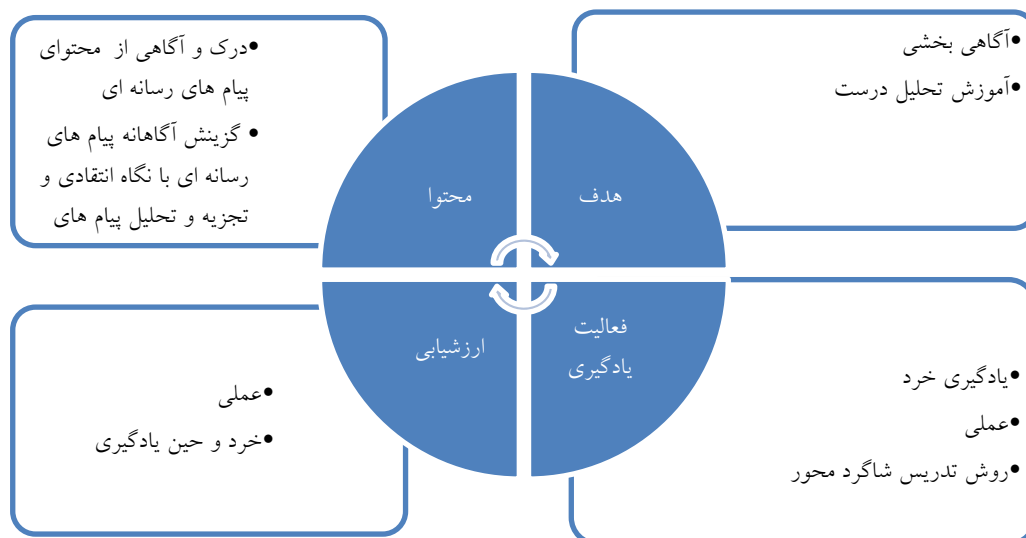 •آگاهی بخشی
•آموزش تحلیل درست
•درک و آگاهی از محتوای
پیام های رسانه ای
•گزینش آگاهانه پیام های
رسانه ای با نگاه انتقادی و
تجزیه و تحلیل پیام های
هدف
محتوا
فعالیت
یادگیری
ارزشیابی
•یادگیری خرد
•عملی
•روش تدریس شاگرد محور
•عملی
•خرد و حین یادگیری